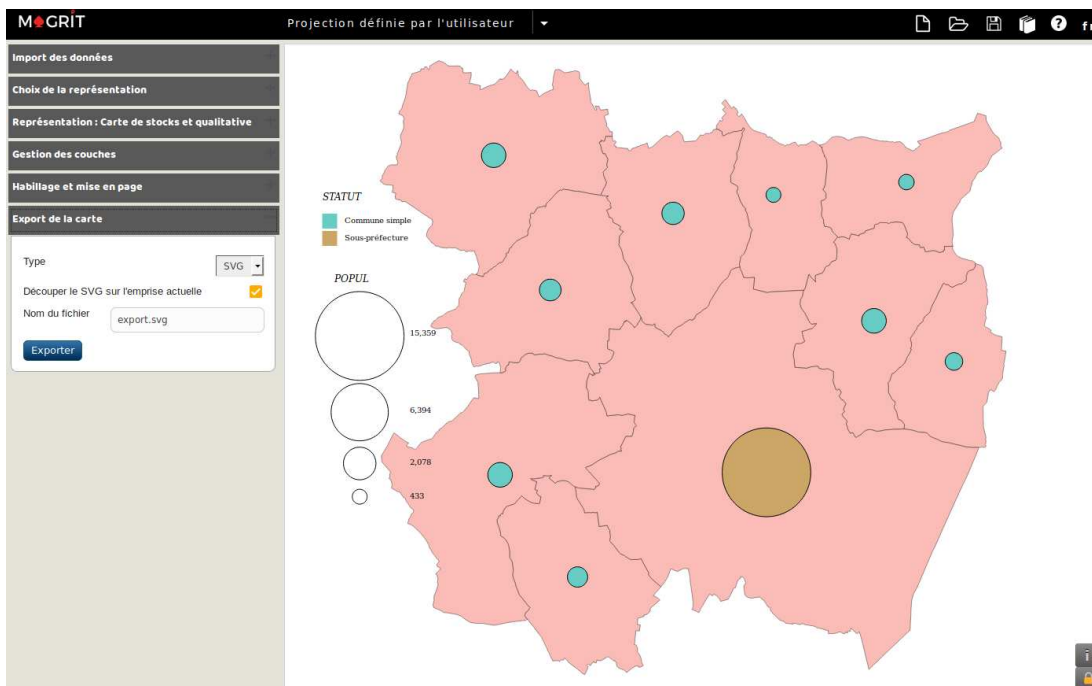 MAGRIT
Projection définie par l'utilisateur
fr
Import des données
Choix de la représentation
Représentation : Carte de stocks et qualitative
Gestion des couches
Habillage et mise en page
Export de la carte
Type
SVG
Découper le SVG sur l'emprise actuelle
Nom du fichier
export.svg
Exporter
STATUT
Commune simple
Sous-préfecture
POPUL
15,359
6,394
2,078
433
i